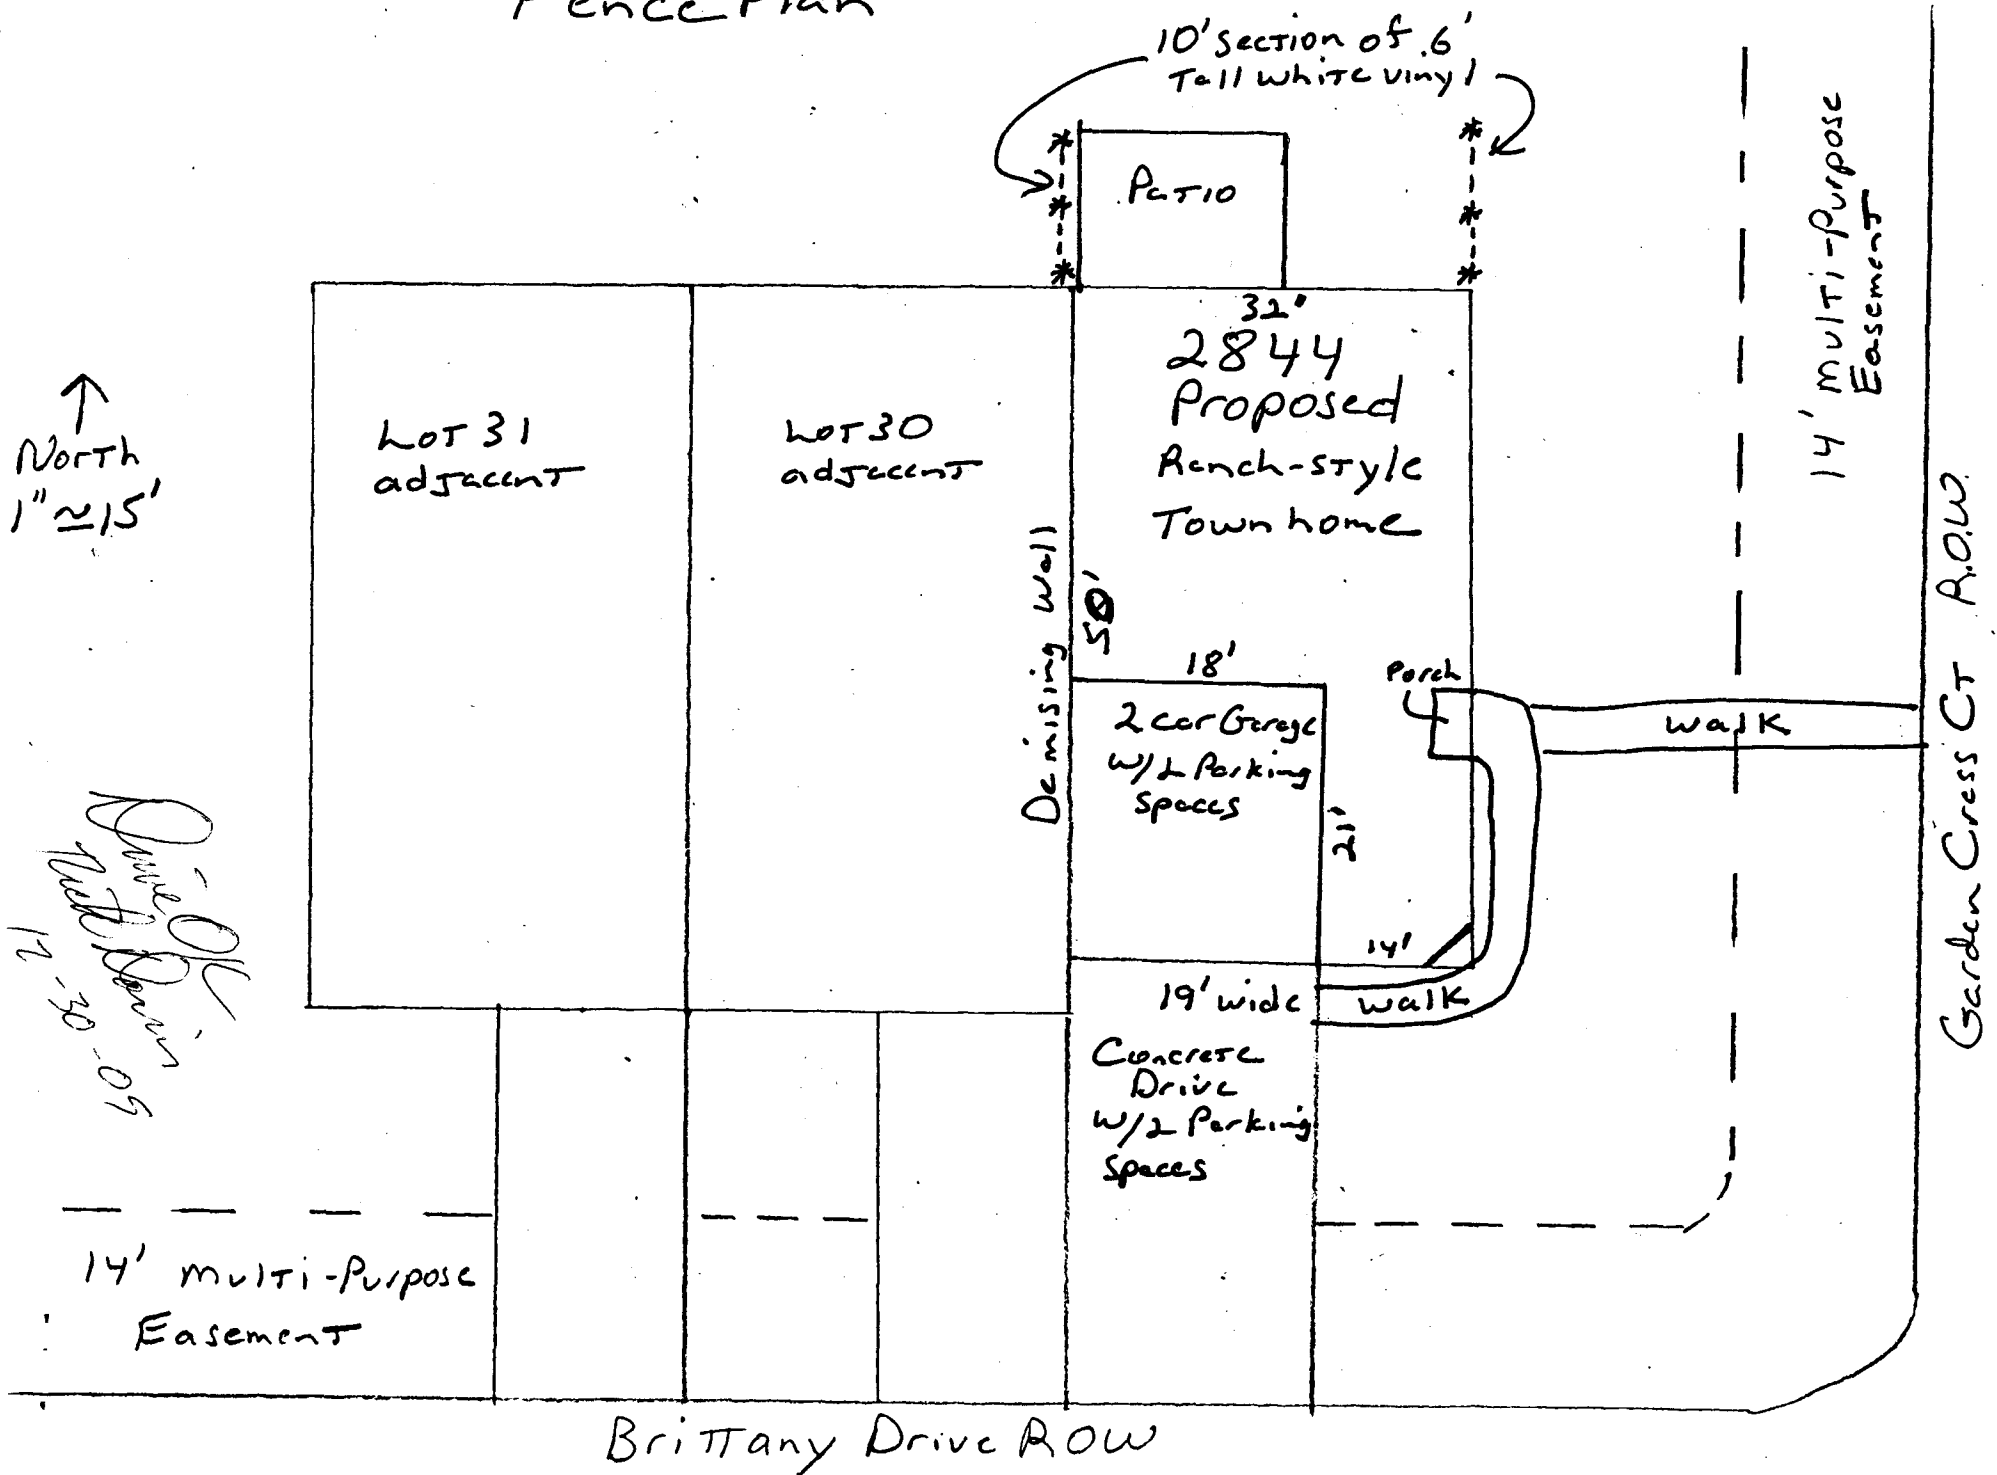 Fence Plan
10' section of .6'
Tall white vinyl
Patio
14' Multi-Purpose
Easement
32"
2844
Proposed
Ranch-style
Townhome
Lot 31
adjacent
Lot 30
adjacent
North
1" ≃ 15'
Demising Wall
50'
18'
Porch
2 car Garage
W/2 Parking
Spaces
21'
Walk
Garden Cress CT R.O.W.
14'
19' wide
Walk
Concrete
Drive
W/2 Parking
Spaces
Drive OK
12-30-09
14' Multi-Purpose
Easement
Brittany Drive ROW